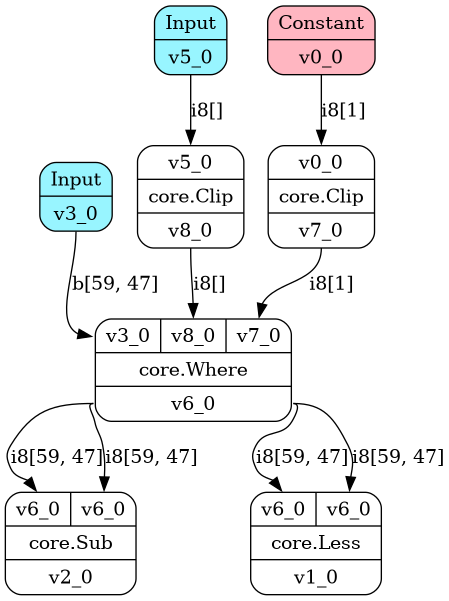 Input
v5_0
Constant
v0_0
i8[]
i8[1]
v5_0
core.Clip
v8_0
v0_0
core.Clip
v7_0
Input
v3_0
b[59, 47]
i8[]
i8[1]
v3_0 v8_0 v7_0
core.Where
v6_0
i8[59, 47]
i8[59, 47]
i8[59, 47]
i8[59, 47]
v6_0 v6_0
core.Sub
v2_0
v6_0 v6_0
core.Less
v1_0